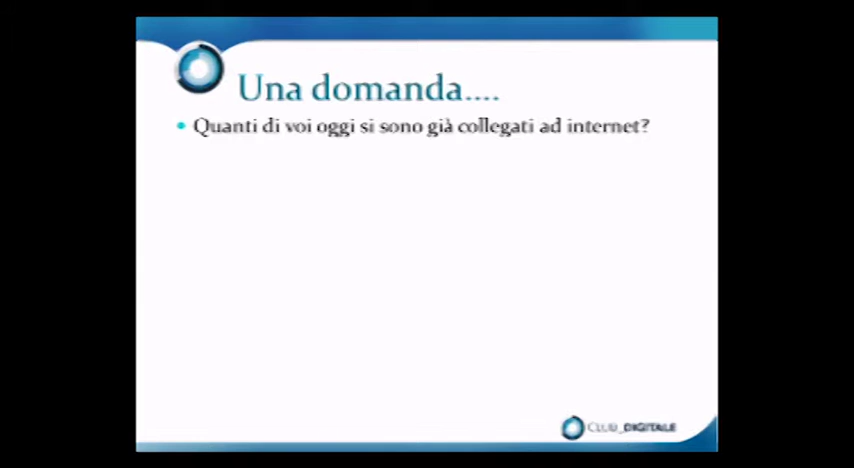 Una domanda....
• Quanti di voi oggi si sono già collegati ad internet?
CLUB_DIGITALE